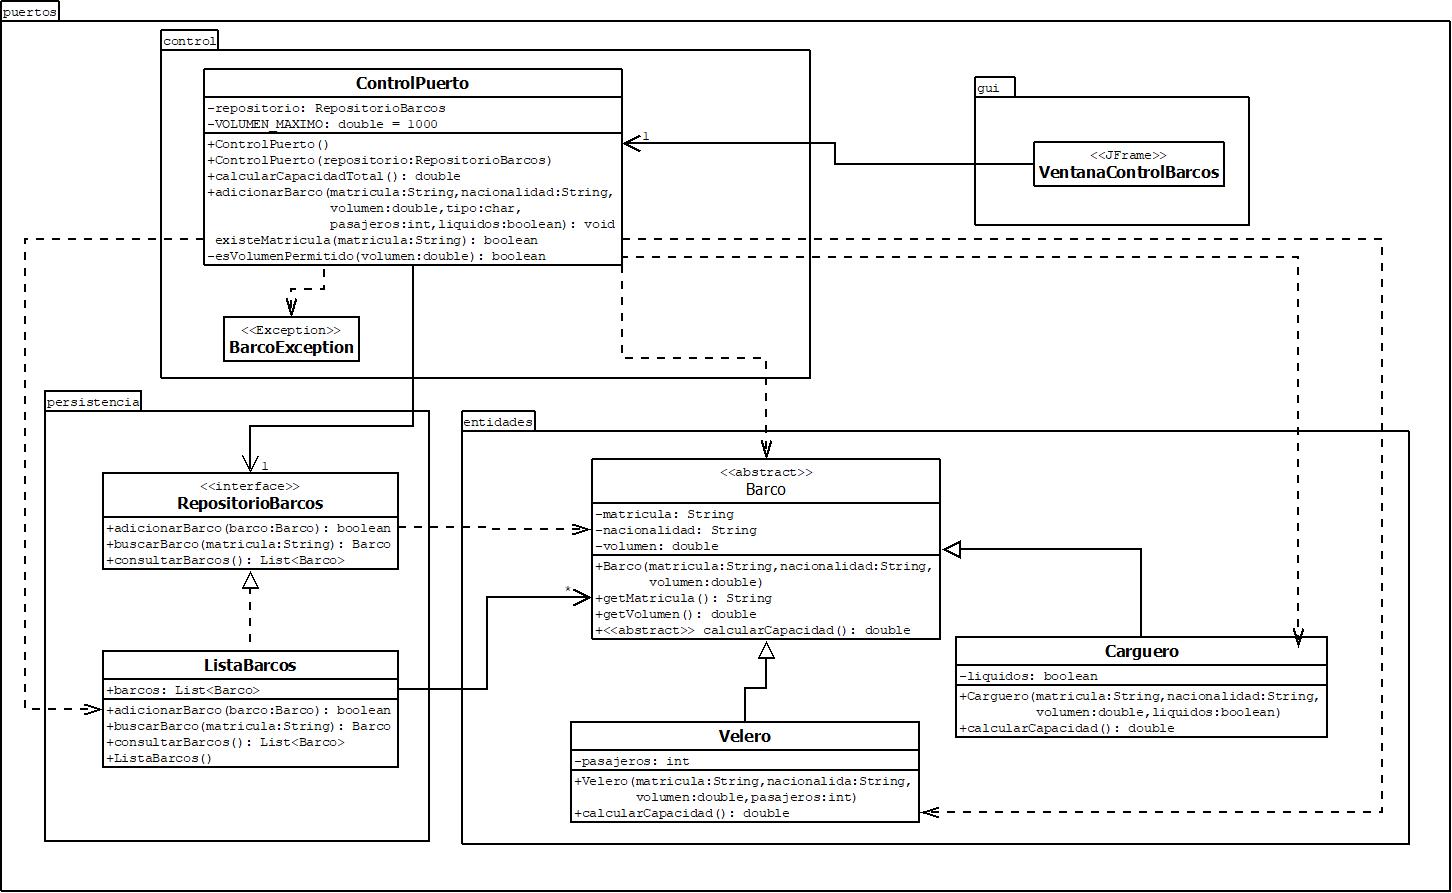 puertos
control
ControlPuerto
-repositorio: RepositorioBarcos
-VOLUMEN_MAXIMO: double = 1000
+ControlPuerto()
+ControlPuerto(repositorio:RepositorioBarcos)
+calcularCapacidadTotal(): double
+adicionarBarco(matricula:String,nacionalidad:String,
volumen:double,tipo:char,
pasajeros:int,liquidos:boolean): void
existeMatricula(matricula:String): boolean
-esVolumenPermitido(volumen:double): boolean
1
gui
<<JFrame>>
VentanaControlBarcos
<<Exception>>
BarcoException
persistencia
1
<<interface>>
RepositorioBarcos
+adicionarBarco(barco:Barco): boolean
+buscarBarco(matricula:String): Barco
+consultarBarcos(): List<Barco>
ListaBarcos
+barcos: List<Barco>
+adicionarBarco(barco:Barco): boolean
+buscarBarco(matricula:String): Barco
+consultarBarcos(): List<Barco>
+ListaBarcos()
entidades
<<abstract>>
Barco
-matricula: String
-nacionalidad: String
-volumen: double
+Barco(matricula:String,nacionalidad:String,
volumen:double)
+getMatricula(): String
+getVolumen(): double
+<<abstract>> calcularCapacidad(): double
*
Carguero
-liquidos: boolean
+Carguero(matricula:String,nacionalidad:String,
volumen:double,liquidos:boolean)
+calcularCapacidad(): double
Velero
-pasajeros: int
+Velero(matricula:String,nacionalida:String,
volumen:double,pasajeros:int)
+calcularCapacidad(): double